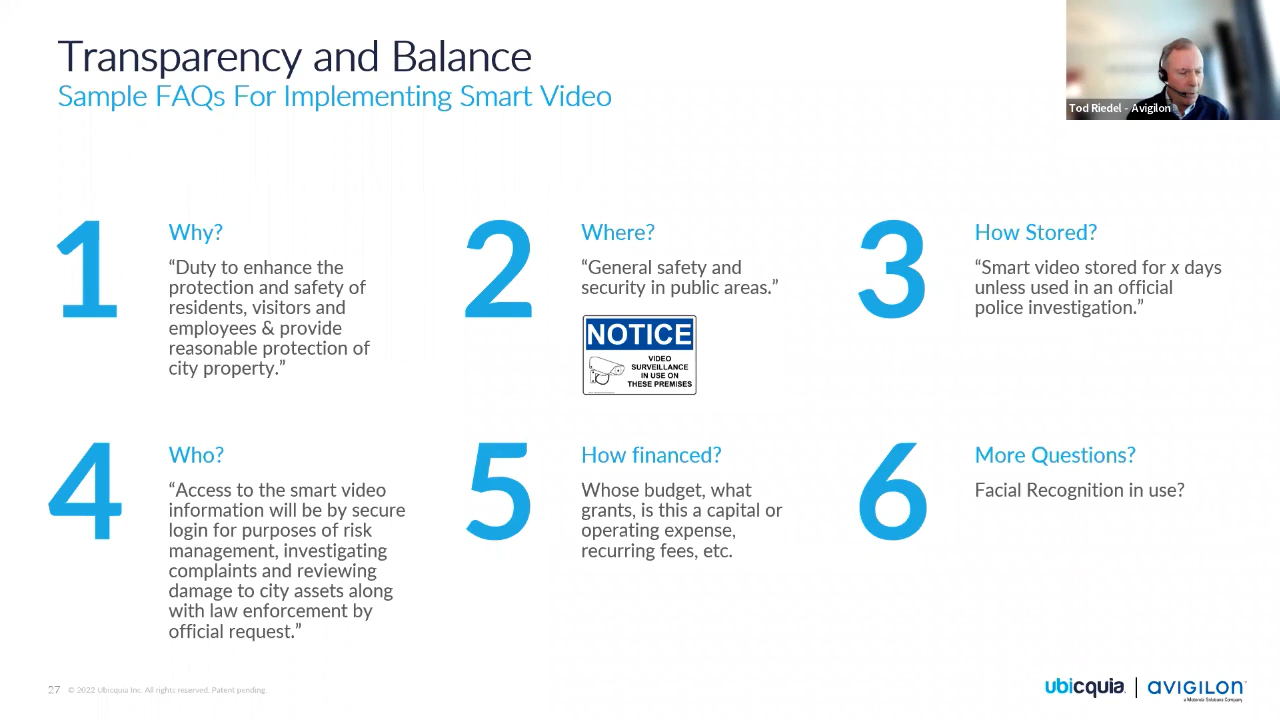 Transparency and Balance
Sample FAQs For Implementing Smart Video
Tod Riedel - Avigilon
1
Why?
“Duty to enhance the
protection and safety of
residents, visitors and
employees & provide
reasonable protection of
city property.”
2
Where?
“General safety and
security in public areas.”
NOTICE
VIDEO
SURVEILLANCE
IN USE ON
THESE PREMISES
3
How Stored?
“Smart video stored for x days
unless used in an official
police investigation.”
4
Who?
“Access to the smart video
information will be by secure
login for purposes of risk
management, investigating
complaints and reviewing
damage to city assets along
with law enforcement by
official request.”
5
How financed?
Whose budget, what
grants, is this a capital or
operating expense,
recurring fees, etc.
6
More Questions?
Facial Recognition in use?
27 © 2022 Ubicquia Inc. All rights reserved. Patent pending.
ubicquia | AVIGILON
a Motorola Solutions Company